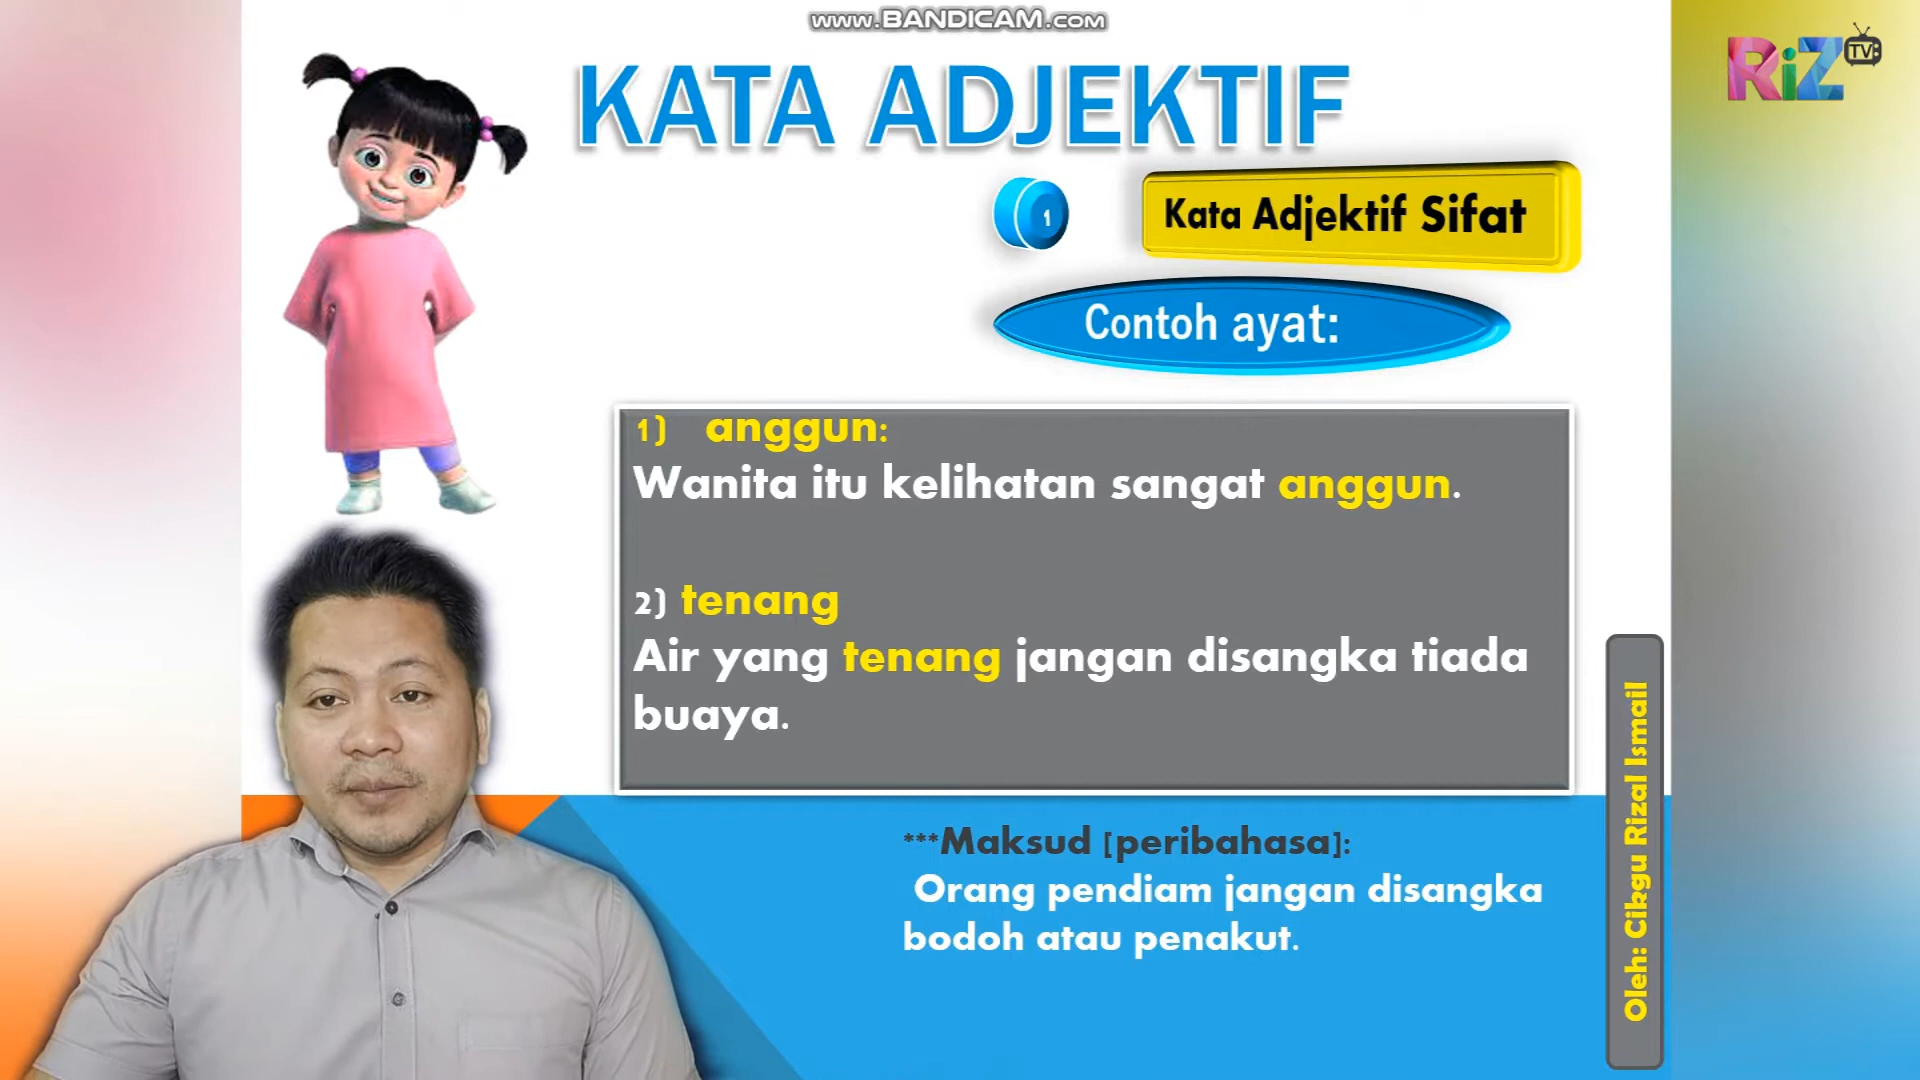 www.BANDICAM.com
RiZ TV
KATA ADJEKTIF
1
Kata Adjektif Sifat
Contoh ayat:
1) anggun:
Wanita itu kelihatan sangat anggun.
2) tenang
Air yang tenang jangan disangka tiada
buaya.
***Maksud [peribahasa]:
Orang pendiam jangan disangka
bodoh atau penakut.
Oleh: Cikgu Rizal Ismail